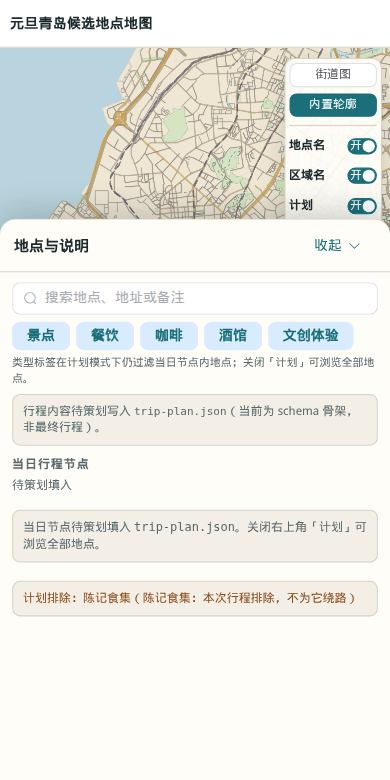 元旦青岛候选地点地图
街道图
内置轮廓
地点名 开
区域名 开
计划 开
地点与说明
收起
搜索地点、地址或备注
景点
餐饮
咖啡
酒馆
文创体验
类型标签在计划模式下仍过滤当日节点内地点；关闭「计划」可浏览全部地
点。
行程内容待策划写入 trip-plan.json（当前为 schema 骨架，
非最终行程）。
当日行程节点
待策划填入
当日节点待策划填入 trip-plan.json。关闭右上角「计划」可
浏览全部地点。
计划排除：陈记食集（陈记食集：本次行程排除，不为它绕路）